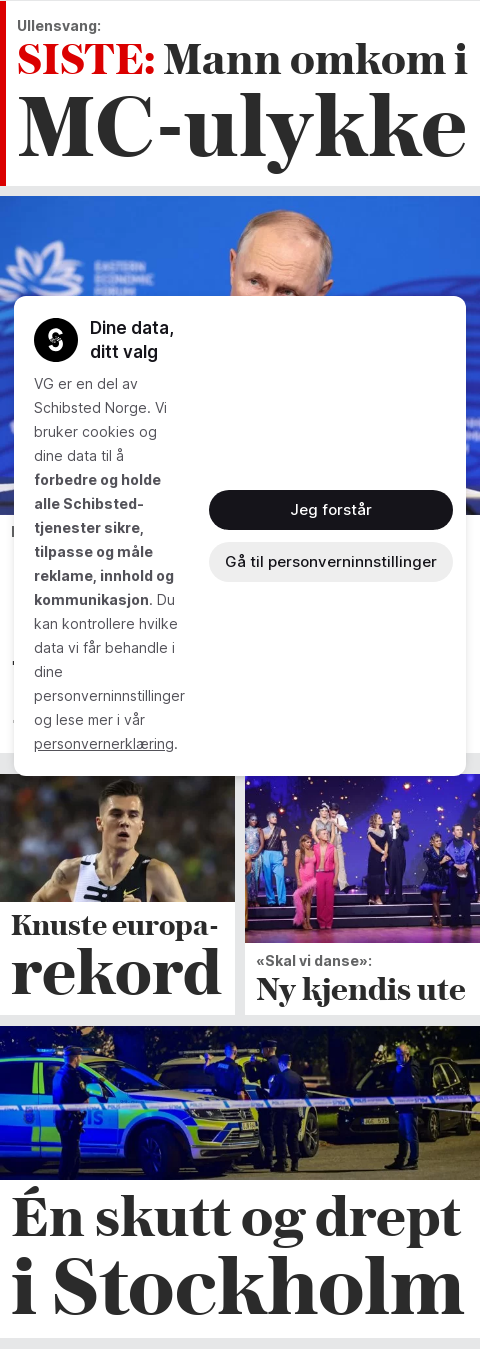 Ullensvang:
SISTE: Mann omkom i
MC-ulykke
EASTERN
ECONOMIC
FORUM
Dine data,
ditt valg
VG er en del av
Schibsted Norge. Vi
bruker cookies og
dine data til å
forbedre og holde
alle Schibsted-
tjenester sikre,
tilpasse og måle
reklame, innhold og
kommunikasjon. Du
kan kontrollere hvilke
data vi får behandle i
dine
personverninnstillinger
og lese mer i vår
personvernerklæring.
Jeg forstår
Gå til personverninnstillinger
Knuste europa-
rekord
«Skal vi danse»:
Ny kjendis ute
Én skutt og drept
i Stockholm